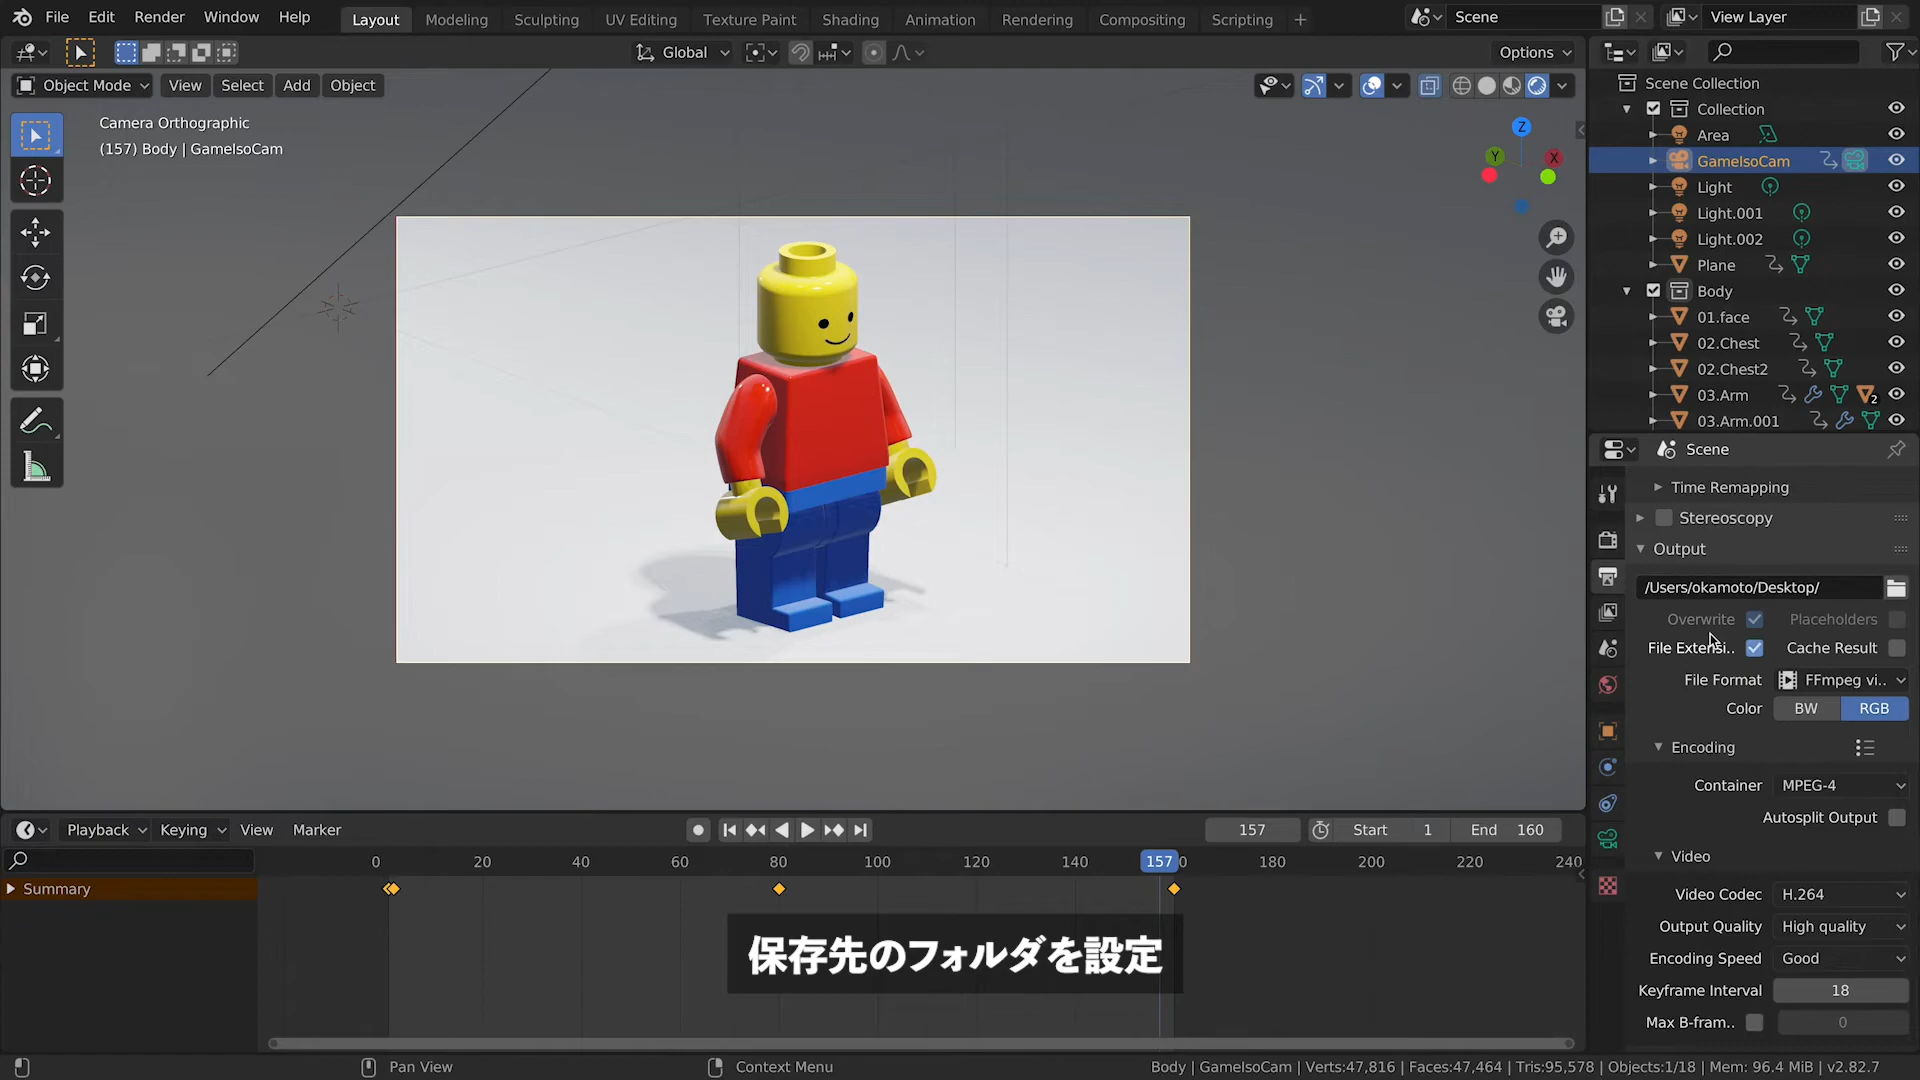 File Edit Render Window Help
Layout Modeling Sculpting UV Editing Texture Paint Shading Animation Rendering Compositing Scripting +
Scene
View Layer
Global
Options
Object Mode View Select Add Object
Camera Orthographic
(157) Body | GameIsoCam
Z
Y
X
Scene Collection
Collection
Area
GameIsoCam
Light
Light.001
Light.002
Plane
Body
01.face
02.Chest
02.Chest2
03.Arm 2
03.Arm.001
Scene
Time Remapping
Stereoscopy
Output
/Users/okamoto/Desktop/
Overwrite Placeholders
File Extensi.. Cache Result
File Format FFmpeg vi..
Color BW RGB
Encoding
Container MPEG-4
Autosplit Output
Video
Video Codec H.264
Output Quality High quality
Encoding Speed Good
Keyframe Interval 18
Max B-fram.. 0
Playback Keying View Marker
157 Start 1 End 160
0 20 40 60 80 100 120 140 157 0 180 200 220 240
Summary
保存先のフォルダを設定
Pan View
Context Menu
Body | GameIsoCam | Verts:47,816 | Faces:47,464 | Tris:95,578 | Objects:1/18 | Mem: 96.4 MiB | v2.82.7